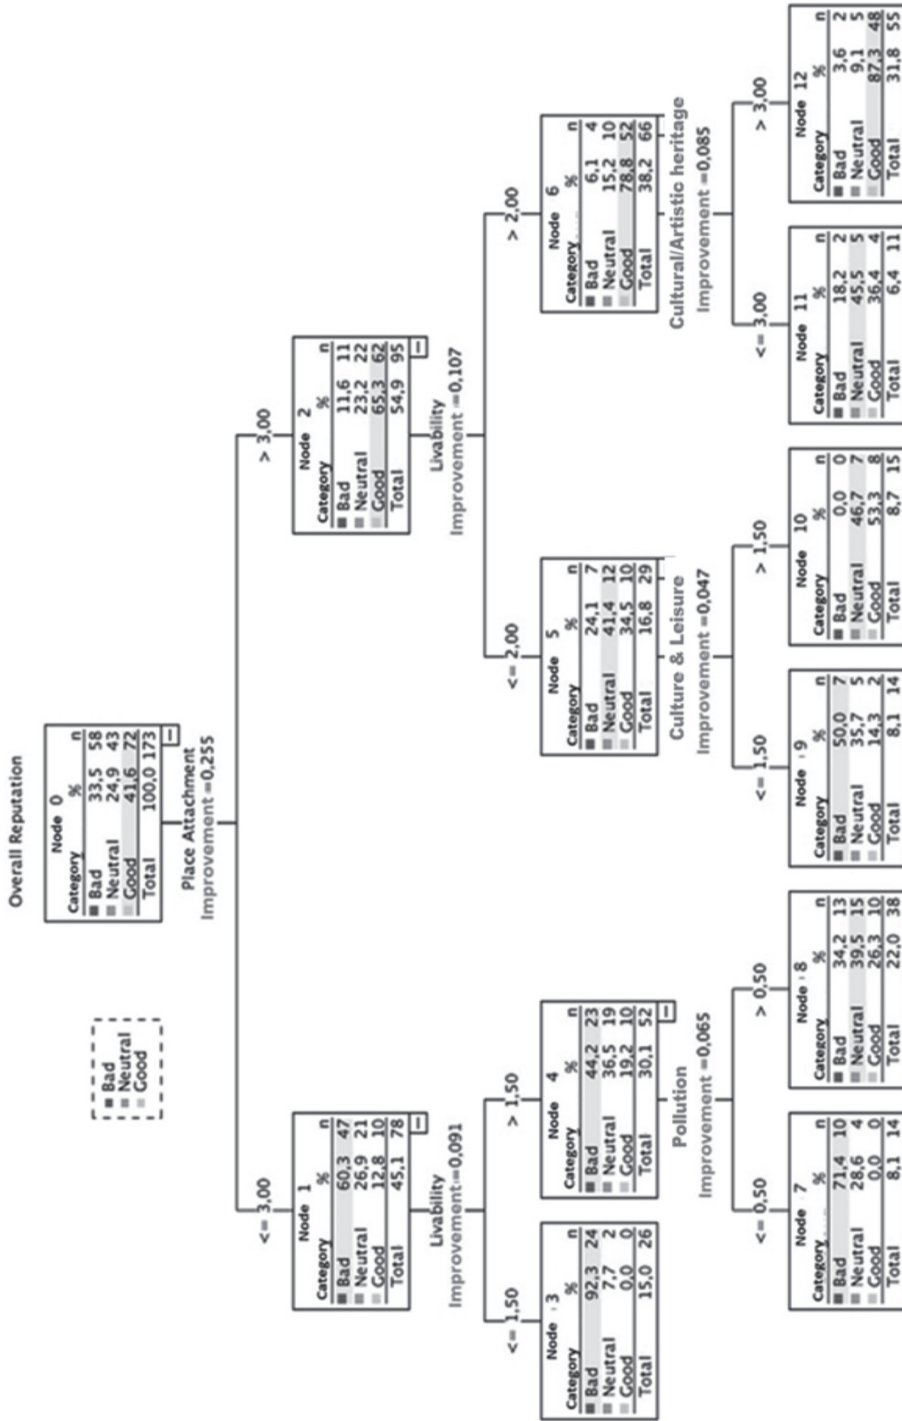 Overall Reputation
Node 0
Category % n
Bad 33,5 58
Neutral 24,9 43
Good 41,6 72
Total 100,0 173
Place Attachment
Improvement=0,255
Bad
Neutral
Good
<= 3,00
> 3,00
Node 1
Category % n
Bad 60,3 47
Neutral 26,9 21
Good 12,8 10
Total 45,1 78
Livability
Improvement=0,091
Node 2
Category % n
Bad 11,6 11
Neutral 23,2 22
Good 65,3 62
Total 54,9 95
Livability
Improvement=0,107
<= 1,50
> 1,50
<= 2,00
> 2,00
Node 3
Category % n
Bad 92,3 24
Neutral 7,7 2
Good 0,0 0
Total 15,0 26
Node 4
Category % n
Bad 44,2 23
Neutral 36,5 19
Good 19,2 10
Total 30,1 52
Pollution
Improvement=0,065
Node 5
Category % n
Bad 24,1 7
Neutral 41,4 12
Good 34,5 10
Total 16,8 29
Culture & Leisure
Improvement=0,047
Node 6
Category % n
Bad 6,1 4
Neutral 15,2 10
Good 78,8 52
Total 38,2 66
Cultural/Artistic heritage
Improvement=0,085
<= 0,50
> 0,50
<= 1,50
> 1,50
<= 3,00
> 3,00
Node 7
Category % n
Bad 71,4 10
Neutral 28,6 4
Good 0,0 0
Total 8,1 14
Node 8
Category % n
Bad 34,2 13
Neutral 39,5 15
Good 26,3 10
Total 22,0 38
Node 9
Category % n
Bad 50,0 7
Neutral 35,7 5
Good 14,3 2
Total 8,1 14
Node 10
Category % n
Bad 0,0 0
Neutral 46,7 7
Good 53,3 8
Total 8,7 15
Node 11
Category % n
Bad 18,2 2
Neutral 45,5 5
Good 36,4 4
Total 6,4 11
Node 12
Category % n
Bad 3,6 2
Neutral 9,1 5
Good 87,3 48
Total 31,8 55